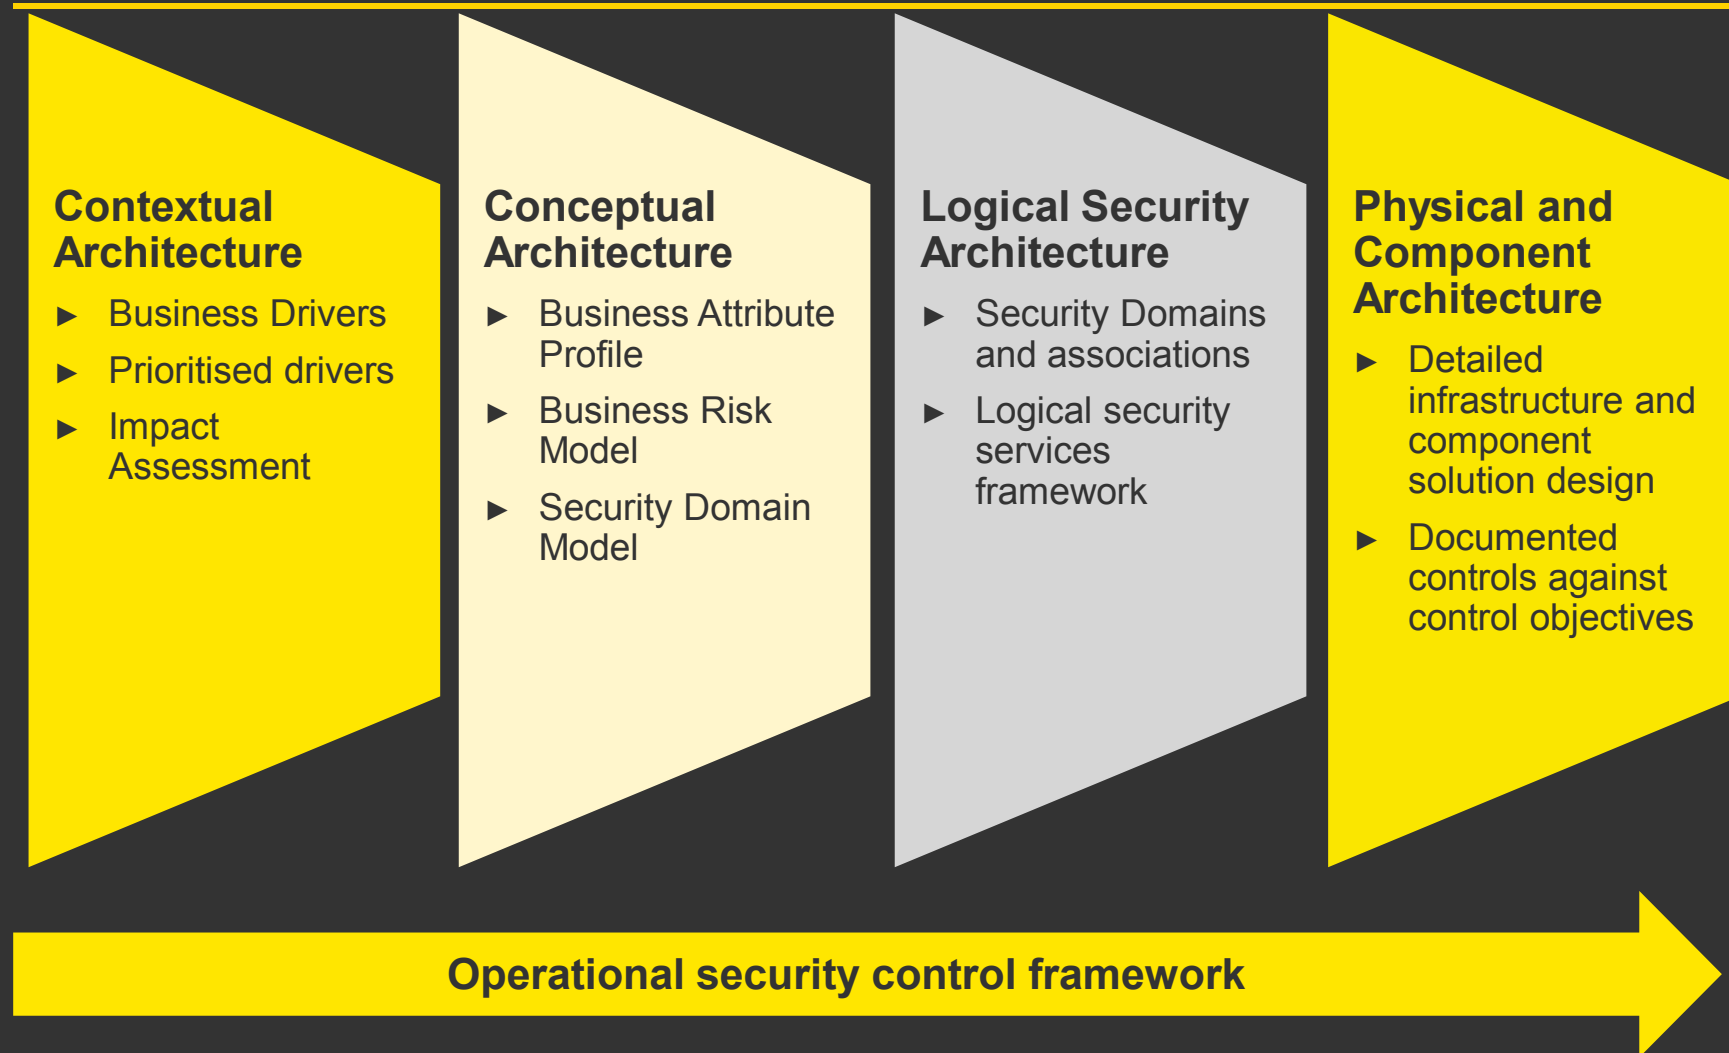 Contextual
Architecture
► Business Drivers
► Prioritised drivers
► Impact
Assessment
Conceptual
Architecture
► Business Attribute
Profile
► Business Risk
Model
► Security Domain
Model
Logical Security
Architecture
► Security Domains
and associations
► Logical security
services
framework
Physical and
Component
Architecture
► Detailed
infrastructure and
component
solution design
► Documented
controls against
control objectives
Operational security control framework